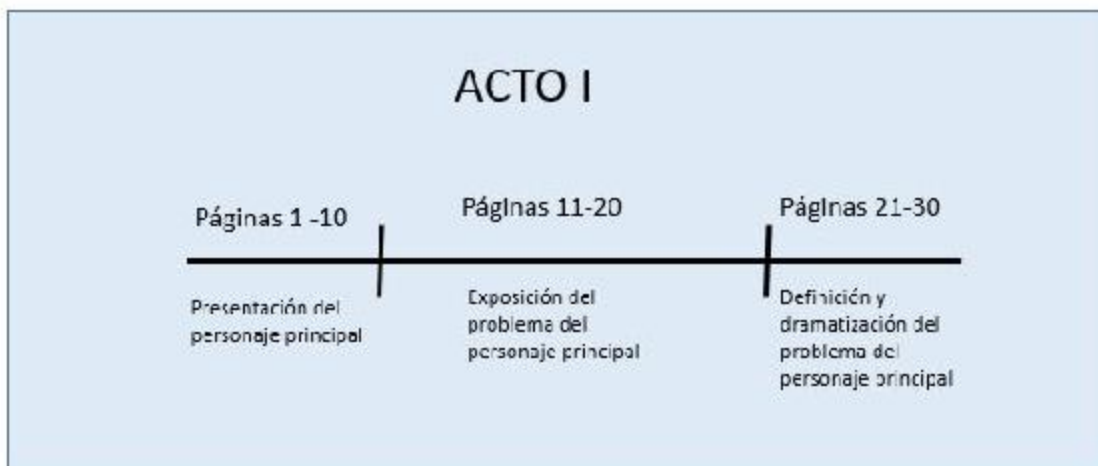 ACTO I
Páginas 1 -10
Presentación del
personaje principal
Páginas 11-20
Exposición del
problema del
personaje principal
Páginas 21-30
Definición y
dramatización del
problema del
personaje principal